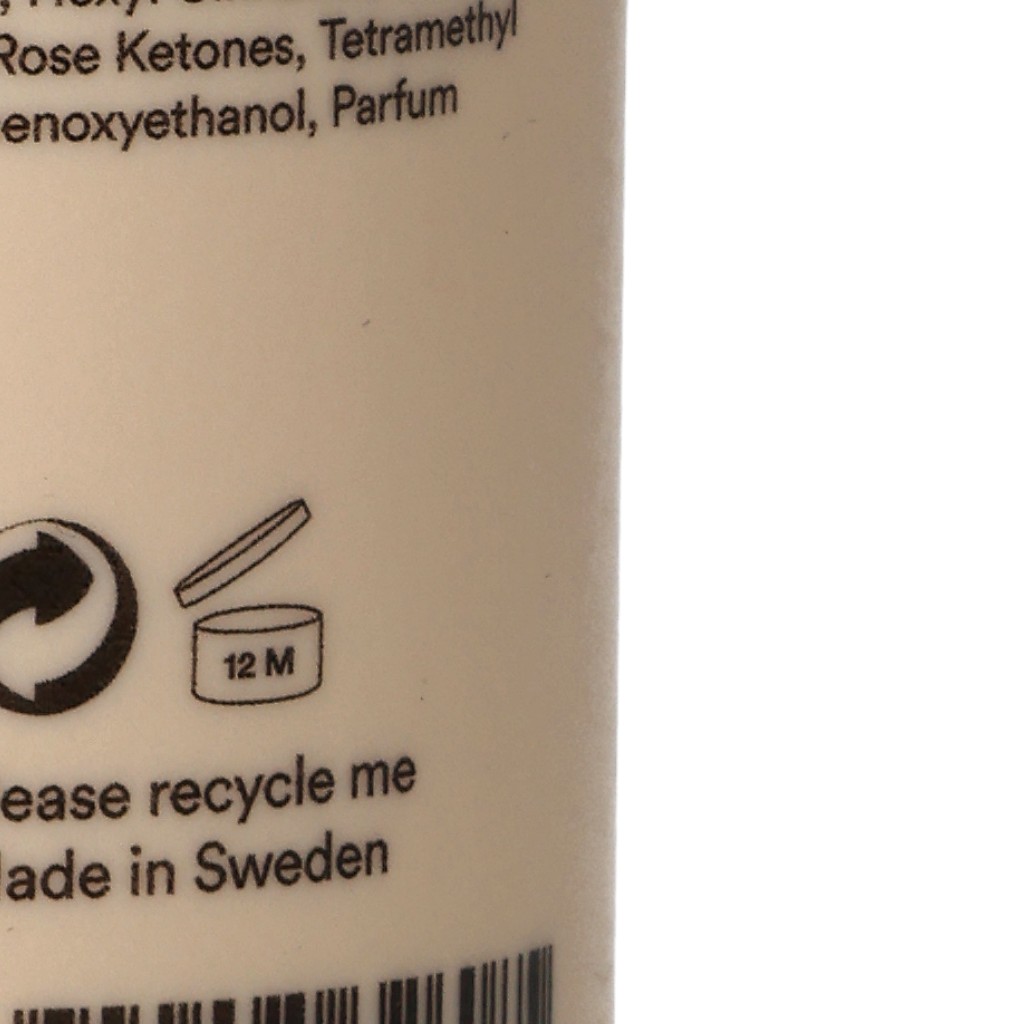 Rose Ketones, Tetramethyl
enoxyethanol, Parfum
12 M
ease recycle me
ade in Sweden